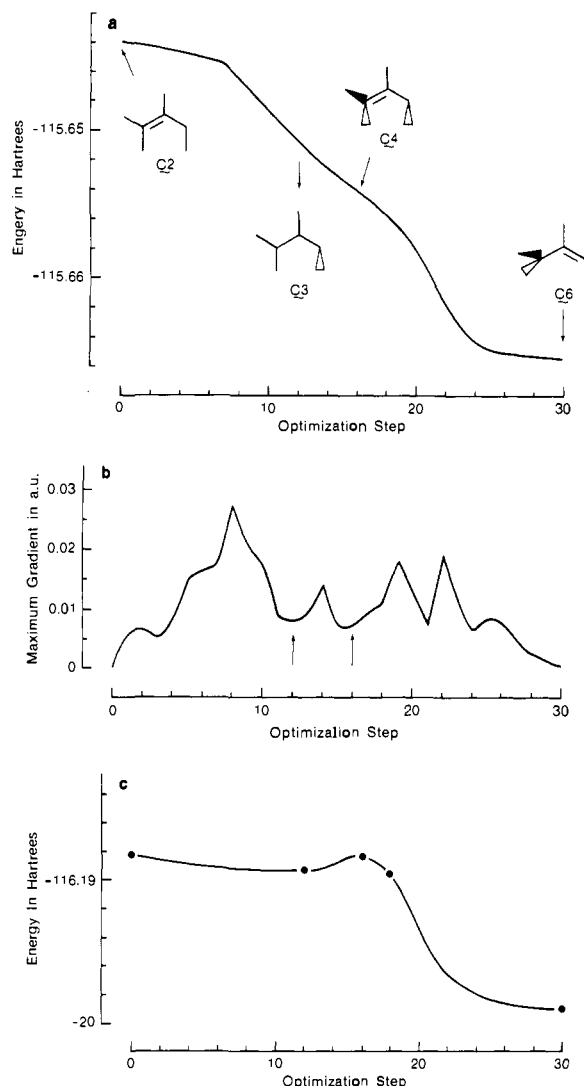 a
-115.65
-115.66
Engery in Hartrees
C2
C3
C4
C6
0
10
20
30
Optimization Step
b
0.03
0.02
0.01
0
Maximum Gradient in a.u.
0
10
20
30
Optimizalion Step
c
-116.19
-20
Energy In Hartrees
0
10
20
30
Optimization Step